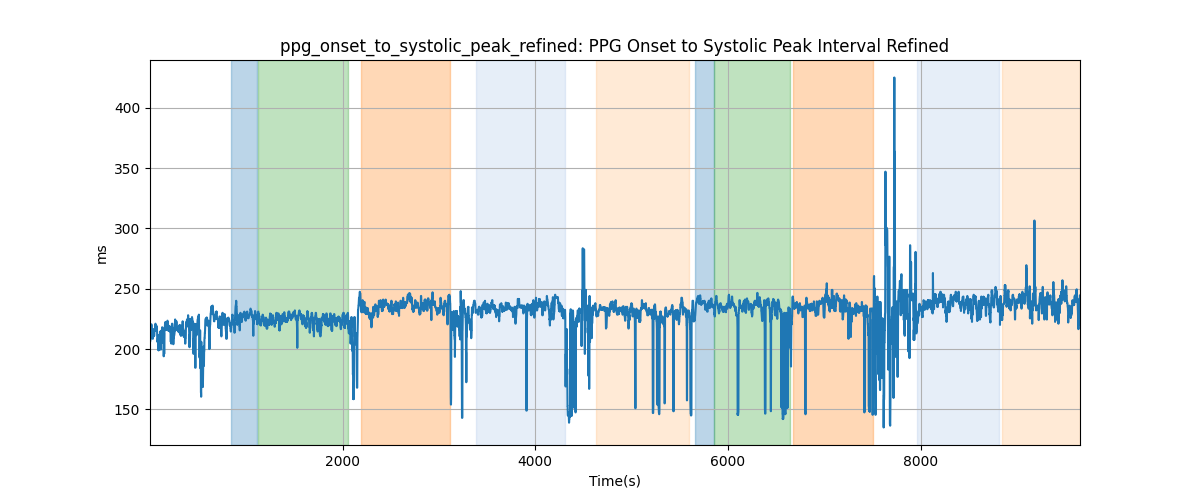 ppg_onset_to_systolic_peak_refined: PPG Onset to Systolic Peak Interval Refined
400
350
300
250
200
150
ms
2000 4000 6000 8000
Time(s)